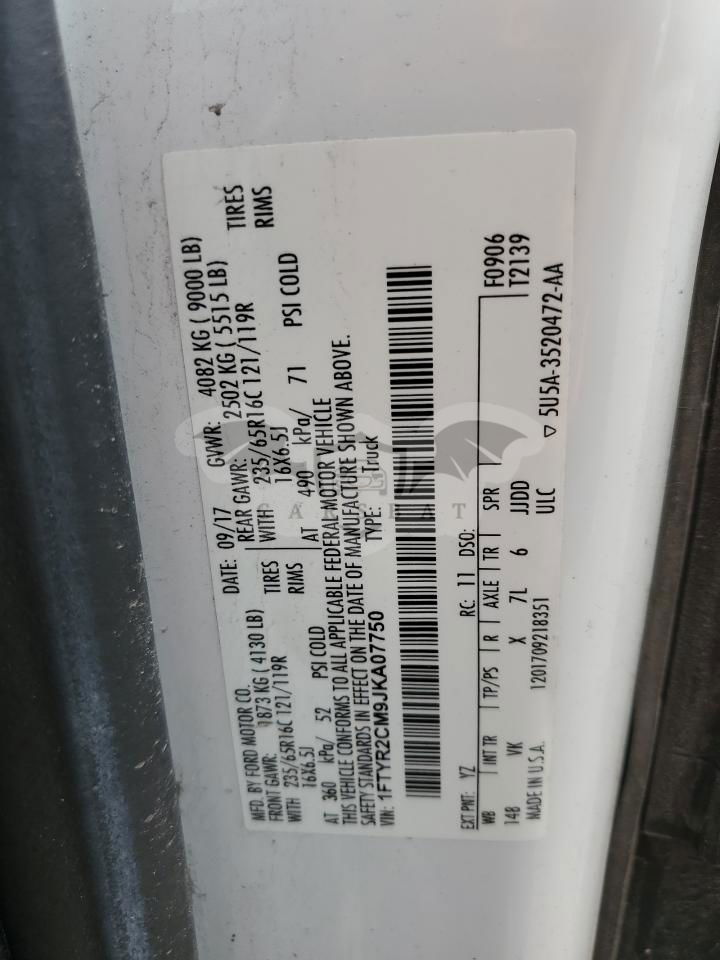 MFD. BY FORD MOTOR CO.
DATE: 09/17 GVWR: 4082 KG ( 9000 LB)
FRONT GAWR: 1873 KG ( 4130 LB) REAR GAWR: 2502 KG ( 5515 LB)
WITH 235/65R16C 121/119R TIRES WITH 235/65R16C 121/119R TIRES
16X6.5J RIMS 16X6.5J RIMS
AT 360 kPa/ 52 PSI COLD AT 490 kPa/ 71 PSI COLD
THIS VEHICLE CONFORMS TO ALL APPLICABLE FEDERAL MOTOR VEHICLE
SAFETY STANDARDS IN EFFECT ON THE DATE OF MANUFACTURE SHOWN ABOVE.
VIN: 1FTYR2CM9JKA07750 TYPE: Truck
EXT PNT: YZ RC: 11 DSO: F0906
WB INT TR TP/PS R AXLE TR SPR T2139
148 VK X 7L 6 JJDD
MADE IN U.S.A. 1201709218351 ULC ▽ 5U5A-3520472-AA